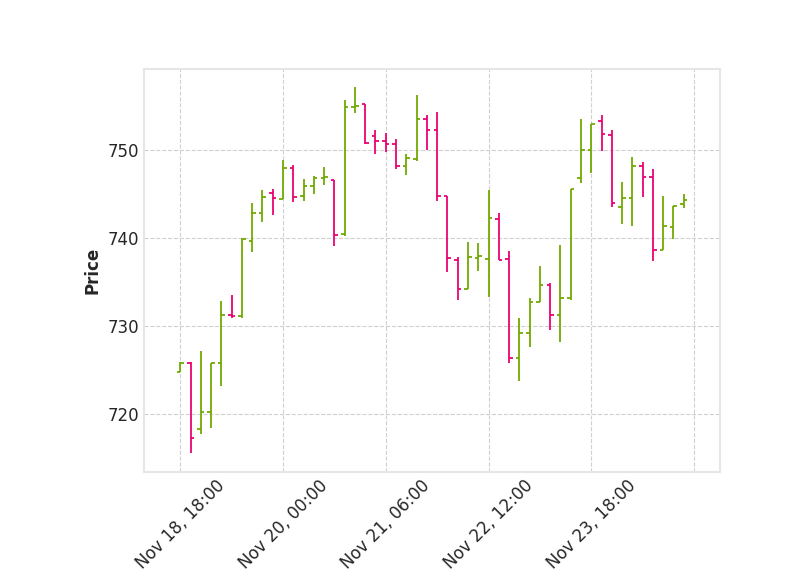 Price
750
740
730
720
Nov 18, 18:00
Nov 20, 00:00
Nov 21, 06:00
Nov 22, 12:00
Nov 23, 18:00